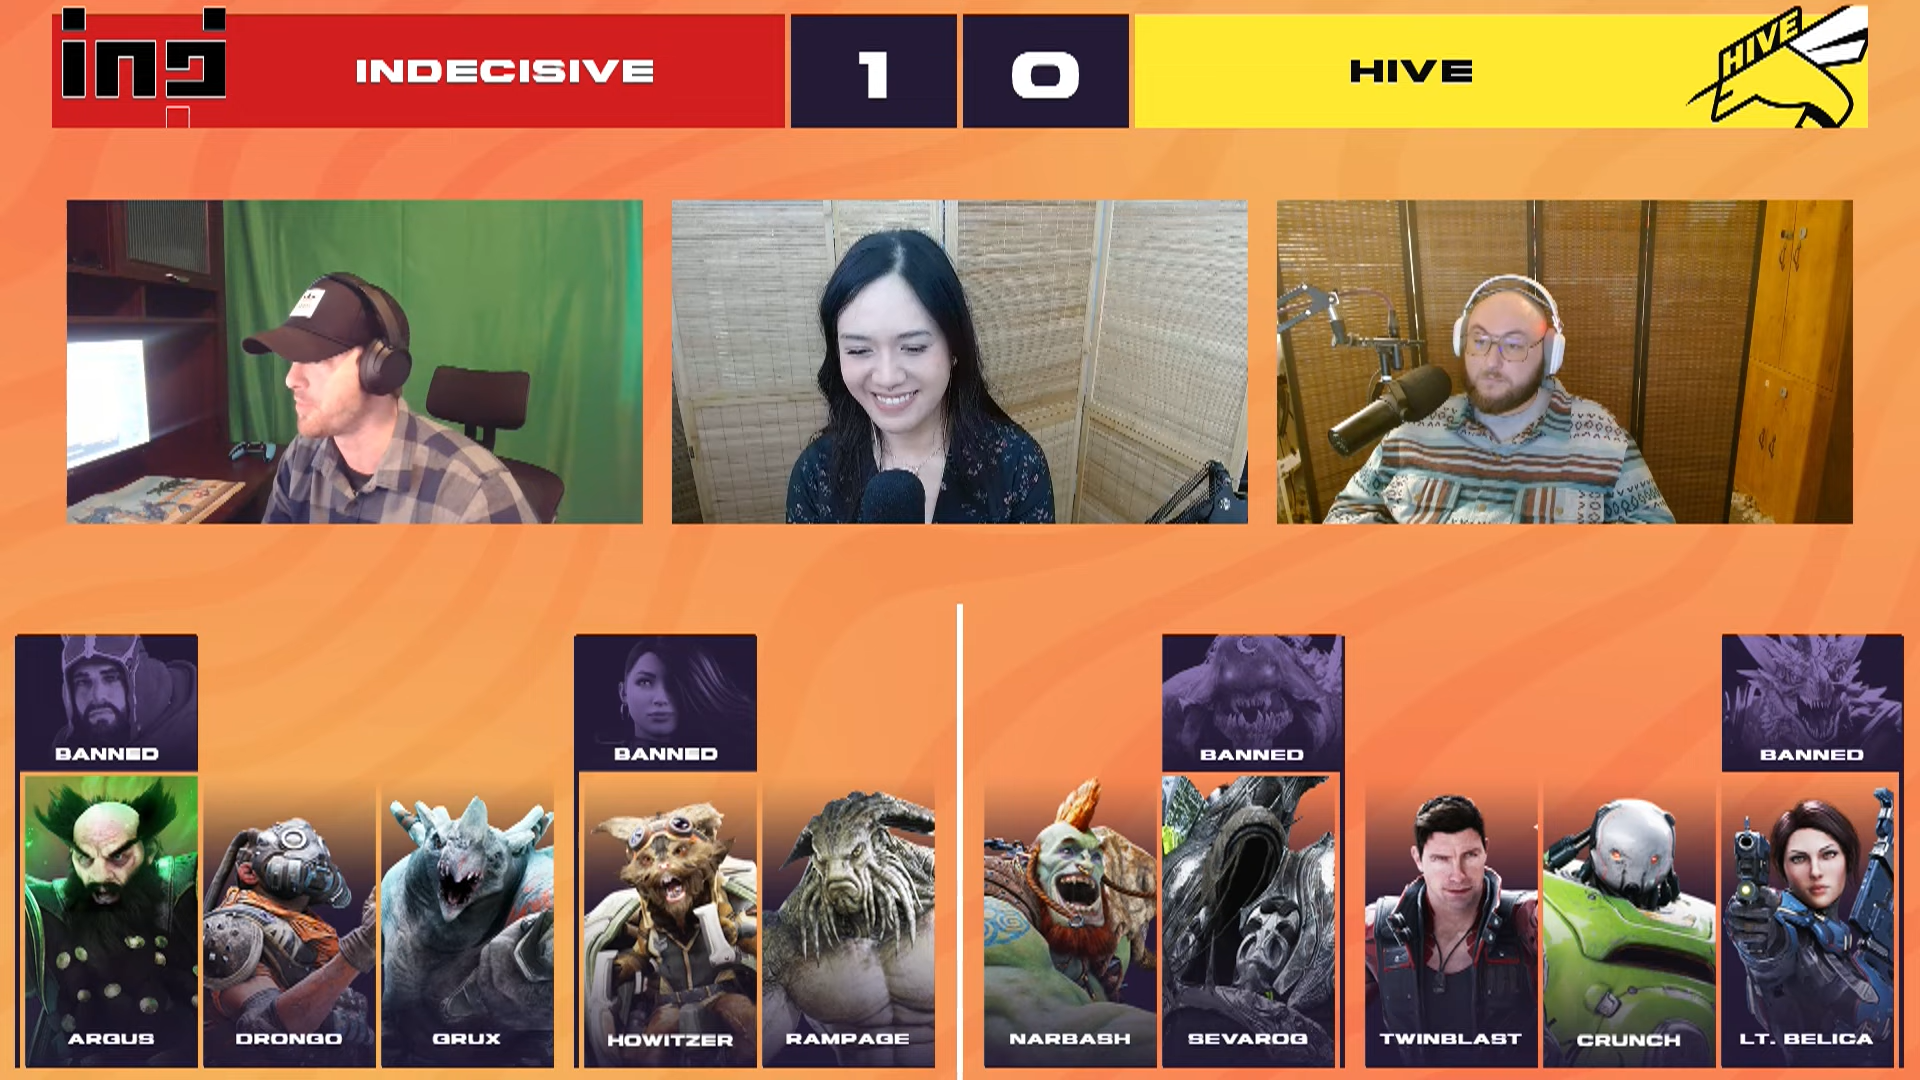 ind
INDECISIVE
1
0
HIVE
HIVE
BANNED
BANNED
BANNED
BANNED
ARGUS
DRONGO
GRUX
HOWITZER
RAMPAGE
NARBASH
SEVAROG
TWINBLAST
CRUNCH
LT. BELICA